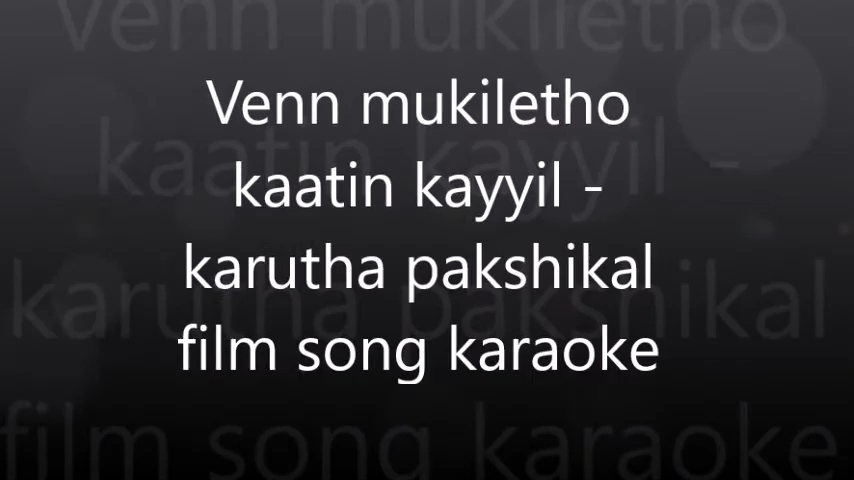 Venn mukiletho
kaatin kayyil -
karutha pakshikal
film song karaoke